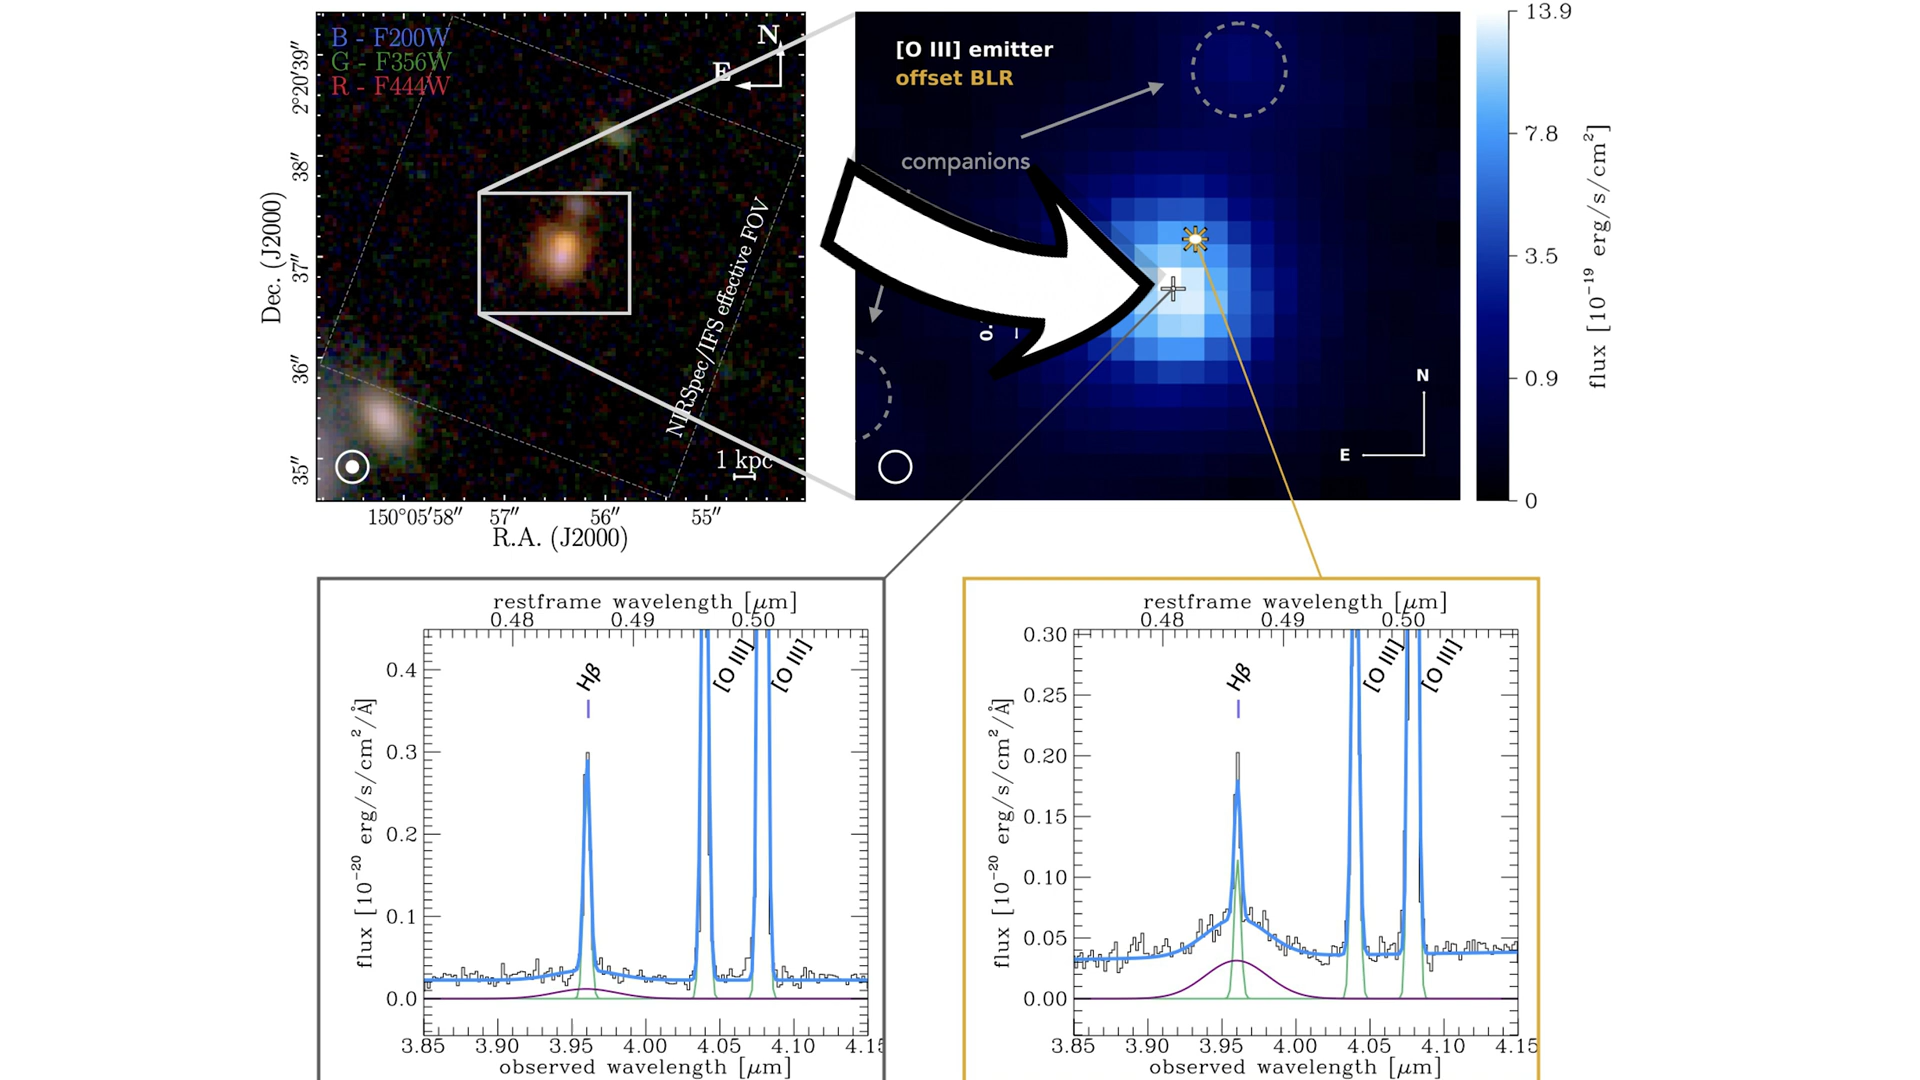 B - F200W
G - F356W
R - F444W
N
E
2°20′39″
38″
37″
36″
35″
Dec. (J2000)
NIRSpec/IFS effective FOV
1 kpc
150°05′58″ 57″ 56″ 55″
R.A. (J2000)
[O III] emitter
offset BLR
companions
N
E
13.9
7.8
3.5
0.9
0
flux [10⁻¹⁹ erg/s/cm²]
restframe wavelength [μm]
0.48 0.49 0.50
Hβ [O III] [O III]
0.4
0.3
0.2
0.1
0.0
flux [10⁻²⁰ erg/s/cm²/Å]
3.85 3.90 3.95 4.00 4.05 4.10 4.15
observed wavelength [μm]
restframe wavelength [μm]
0.48 0.49 0.50
Hβ [O III] [O III]
0.30
0.25
0.20
0.15
0.10
0.05
0.00
flux [10⁻²⁰ erg/s/cm²/Å]
3.85 3.90 3.95 4.00 4.05 4.10 4.15
observed wavelength [μm]